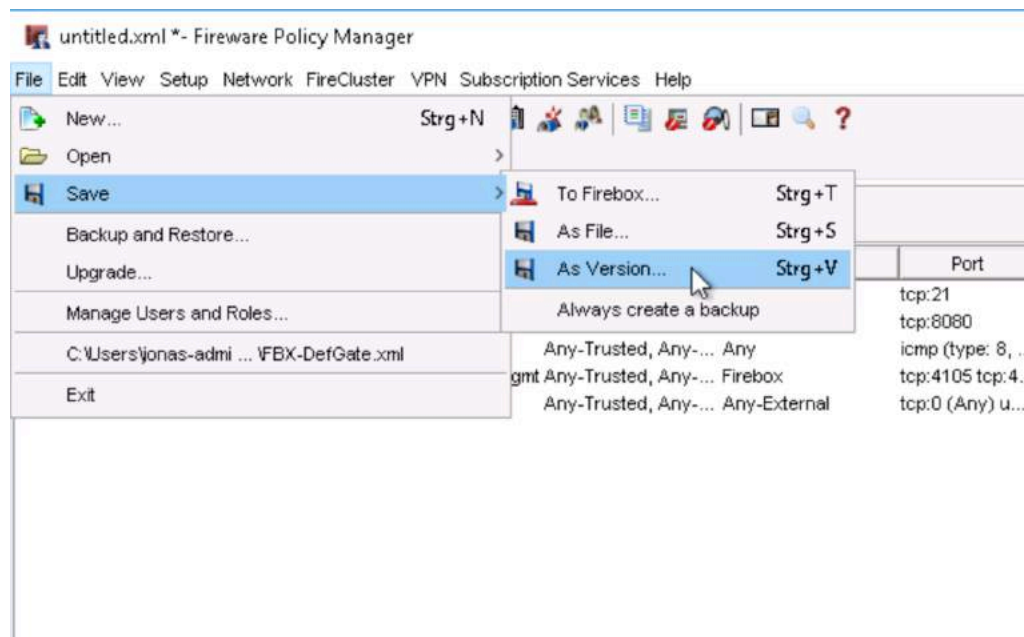 untitled.xml *- Fireware Policy Manager
File Edit View Setup Network FireCluster VPN Subscription Services Help
New... Strg+N
Open
Save
Backup and Restore...
Upgrade...
Manage Users and Roles...
C:\Users\jonas-admi ... \FBX-DefGate.xml
Exit
To Firebox... Strg+T
As File... Strg+S
As Version... Strg+V
Always create a backup
Port
tcp:21
tcp:8080
Any-Trusted, Any-... Any icmp (type: 8, ...
gmt Any-Trusted, Any-... Firebox tcp:4105 tcp:4...
Any-Trusted, Any-... Any-External tcp:0 (Any) u...